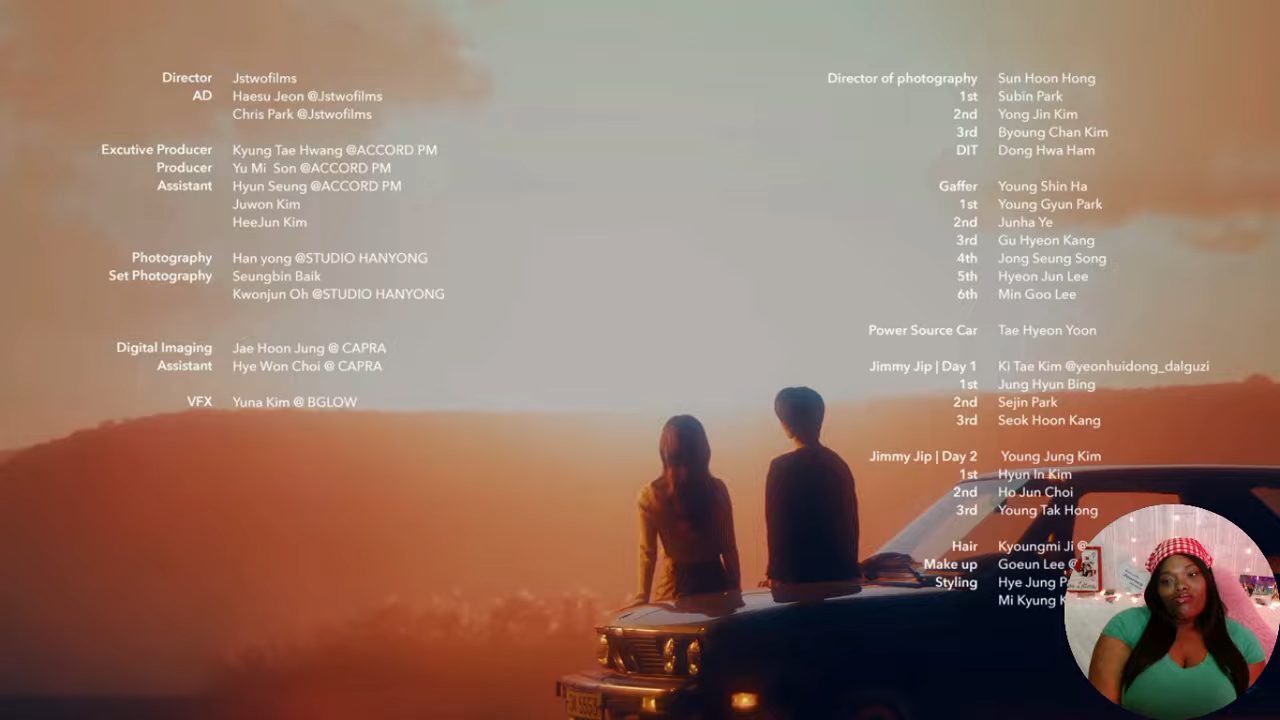 Director Jstwofilms
AD Haesu Jeon @Jstwofilms
Chris Park @Jstwofilms
Excutive Producer Kyung Tae Hwang @ACCORD PM
Producer Yu Mi Son @ACCORD PM
Assistant Hyun Seung @ACCORD PM
Juwon Kim
HeeJun Kim
Photography Han yong @STUDIO HANYONG
Set Photography Seungbin Baik
Kwonjun Oh @STUDIO HANYONG
Digital Imaging Jae Hoon Jung @ CAPRA
Assistant Hye Won Choi @ CAPRA
VFX Yuna Kim @ BGLOW
Director of photography Sun Hoon Hong
1st Subin Park
2nd Yong Jin Kim
3rd Byoung Chan Kim
DIT Dong Hwa Ham
Gaffer Young Shin Ha
1st Young Gyun Park
2nd Junha Ye
3rd Gu Hyeon Kang
4th Jong Seung Song
5th Hyeon Jun Lee
6th Min Goo Lee
Power Source Car Tae Hyeon Yoon
Jimmy Jip | Day 1 Ki Tae Kim @yeonhuidong_dalguzi
1st Jung Hyun Bing
2nd Sejin Park
3rd Seok Hoon Kang
Jimmy Jip | Day 2 Young Jung Kim
1st Hyun In Kim
2nd Ho Jun Choi
3rd Young Tak Hong
Hair Kyoungmi Ji @
Make up Goeun Lee @
Styling Hye Jung P
Mi Kyung K